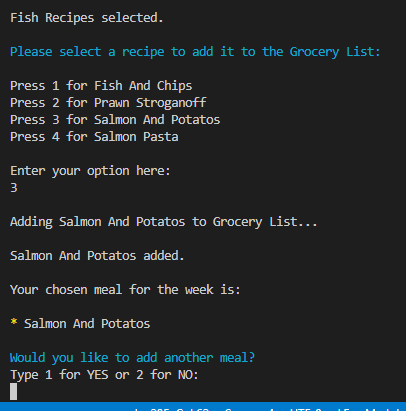 Fish Recipes selected.
Please select a recipe to add it to the Grocery List:
Press 1 for Fish And Chips
Press 2 for Prawn Stroganoff
Press 3 for Salmon And Potatos
Press 4 for Salmon Pasta
Enter your option here:
3
Adding Salmon And Potatos to Grocery List...
Salmon And Potatos added.
Your chosen meal for the week is:
* Salmon And Potatos
Would you like to add another meal?
Type 1 for YES or 2 for NO: